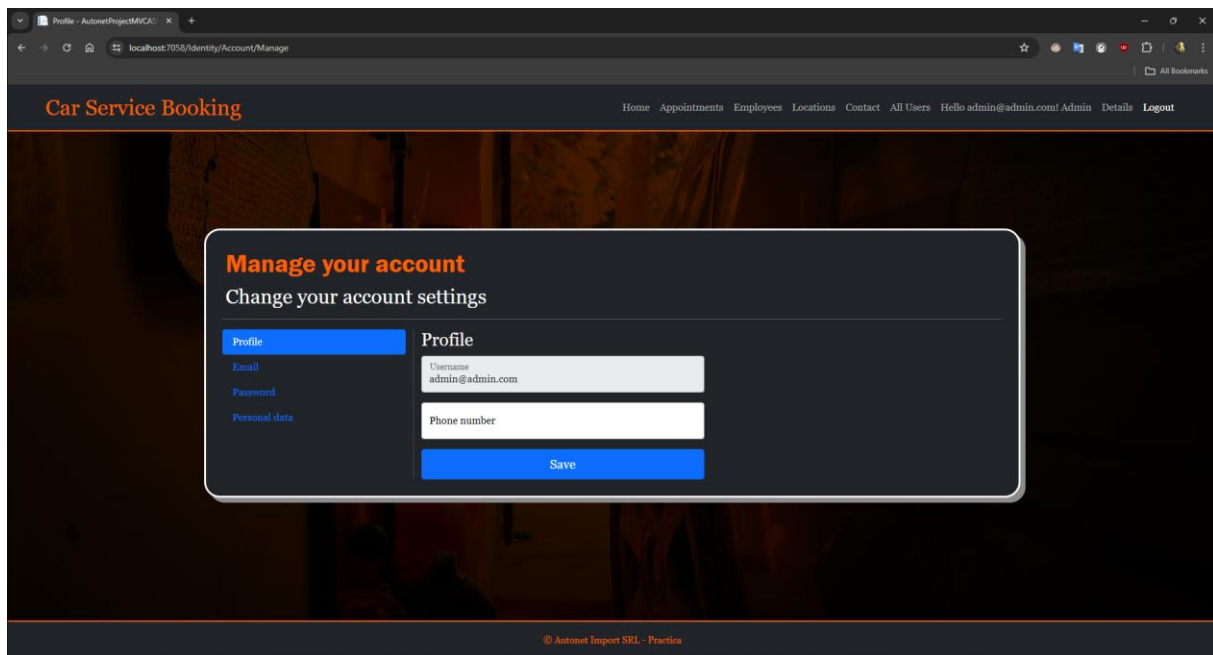 Profile - AutonetProjectMVCAS
localhost:7058/Identity/Account/Manage
All Bookmarks
Car Service Booking
Home Appointments Employees Locations Contact All Users Hello admin@admin.com! Admin Details Logout
Manage your account
Change your account settings
Profile
Email
Password
Personal data
Profile
Username
admin@admin.com
Phone number
Save
© Autonet Import SRL - Practica